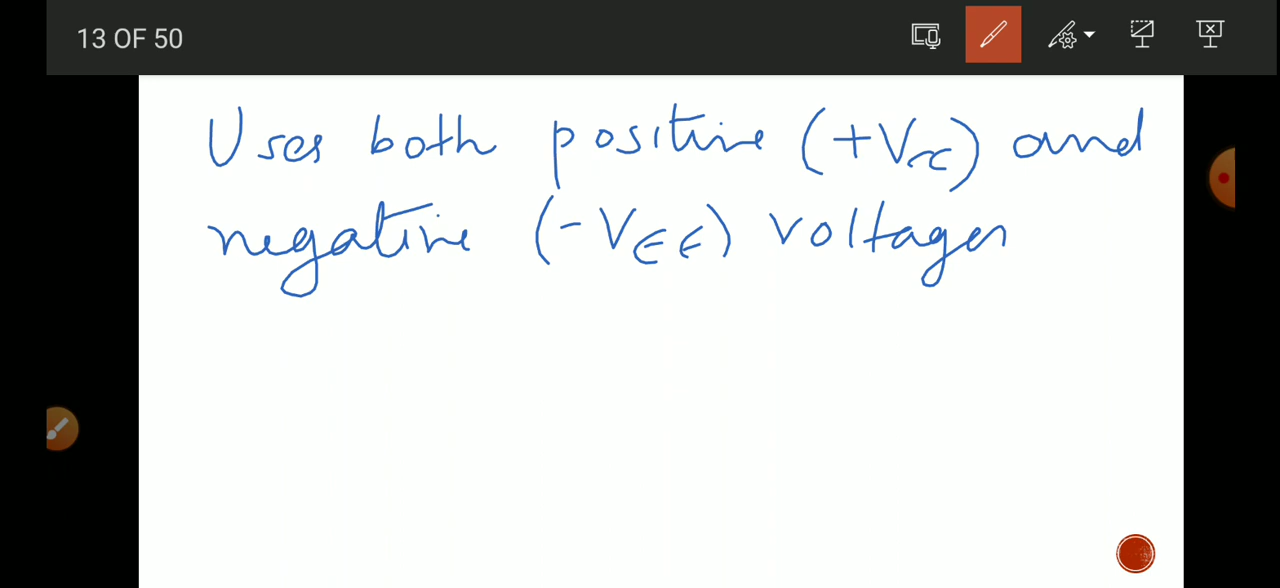 13 OF 50
Uses both positive (+Vcc) and
negative (-VEE) voltages